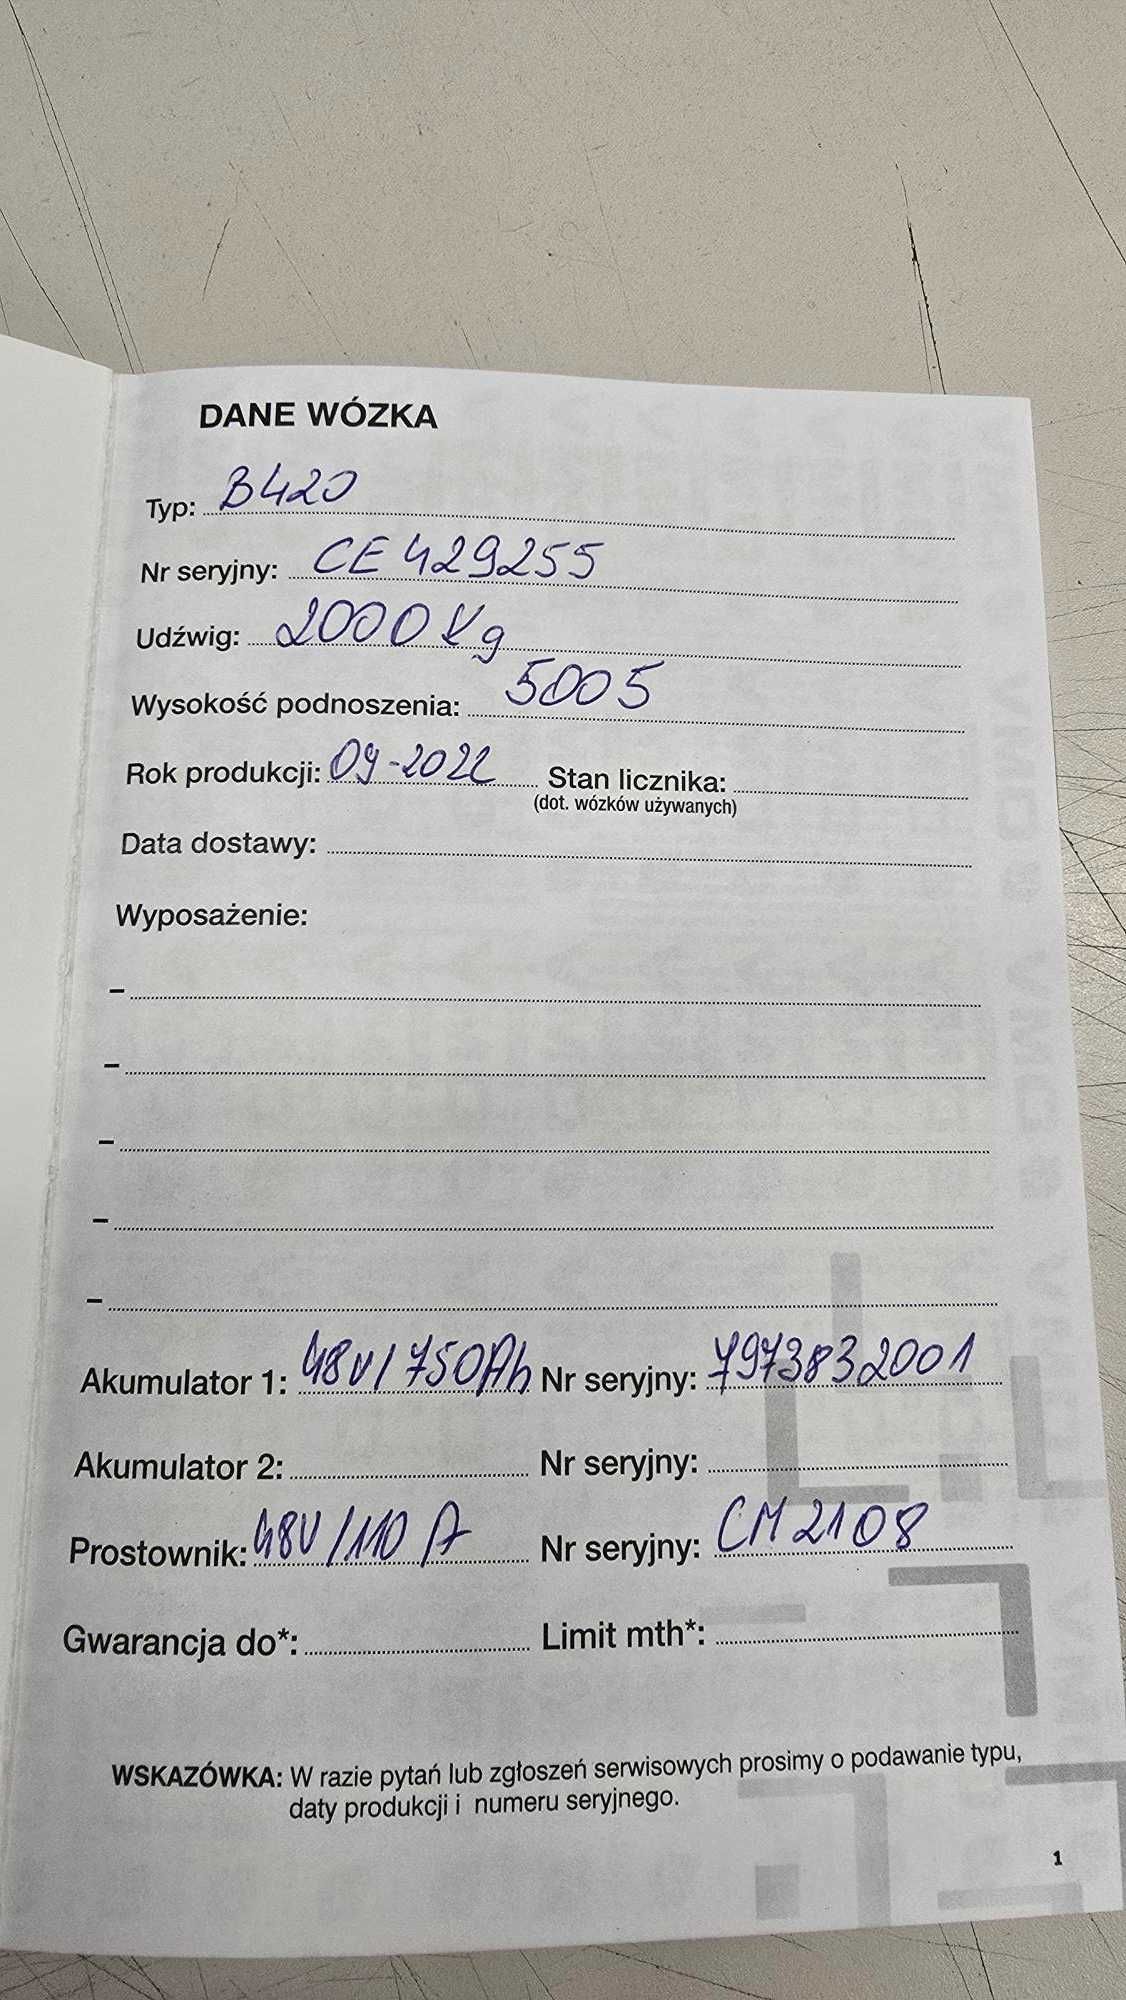 DANE WÓZKA
Typ: B420
Nr seryjny: CE429255
Udźwig: 2000 Kg
Wysokość podnoszenia: 5005
Rok produkcji: 09-2022 Stan licznika:
(dot. wózków używanych)
Data dostawy:
Wyposażenie:
–
–
–
–
–
Akumulator 1: 48V/750Ah Nr seryjny: 7973832001
Akumulator 2: Nr seryjny:
Prostownik: 48V/110 A Nr seryjny: CM2108
Gwarancja do*: Limit mth*:
WSKAZÓWKA: W razie pytań lub zgłoszeń serwisowych prosimy o podawanie typu,
daty produkcji i numeru seryjnego.
1